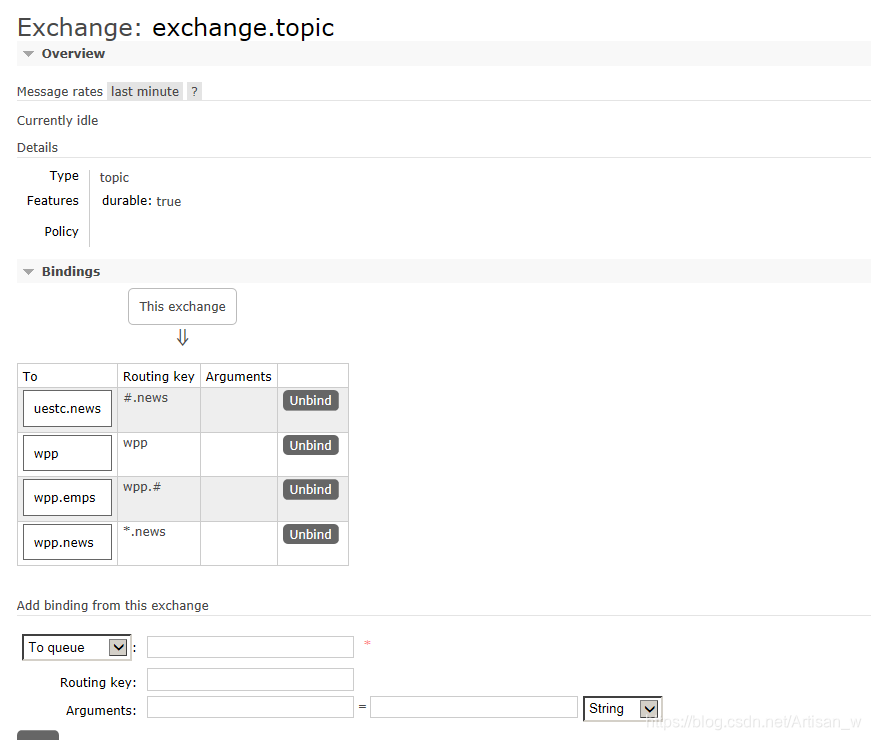 Exchange: exchange.topic
Overview
Message rates last minute ?
Currently idle
Details
Type topic
Features durable: true
Policy
Bindings
This exchange
⇓
To Routing key Arguments
uestc.news #.news Unbind
wpp wpp Unbind
wpp.emps wpp.# Unbind
wpp.news *.news Unbind
Add binding from this exchange
To queue : *
Routing key:
Arguments: = String
https://blog.csdn.net/Artisan_w